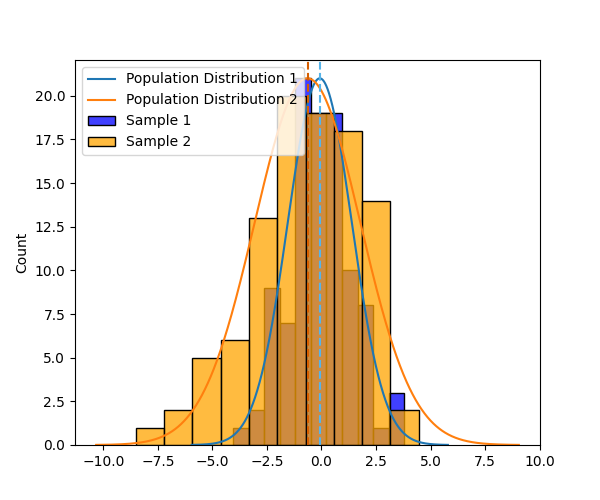 Population Distribution 1
Population Distribution 2
Sample 1
Sample 2
Count
20.0
17.5
15.0
12.5
10.0
7.5
5.0
2.5
0.0
−10.0 −7.5 −5.0 −2.5 0.0 2.5 5.0 7.5 10.0